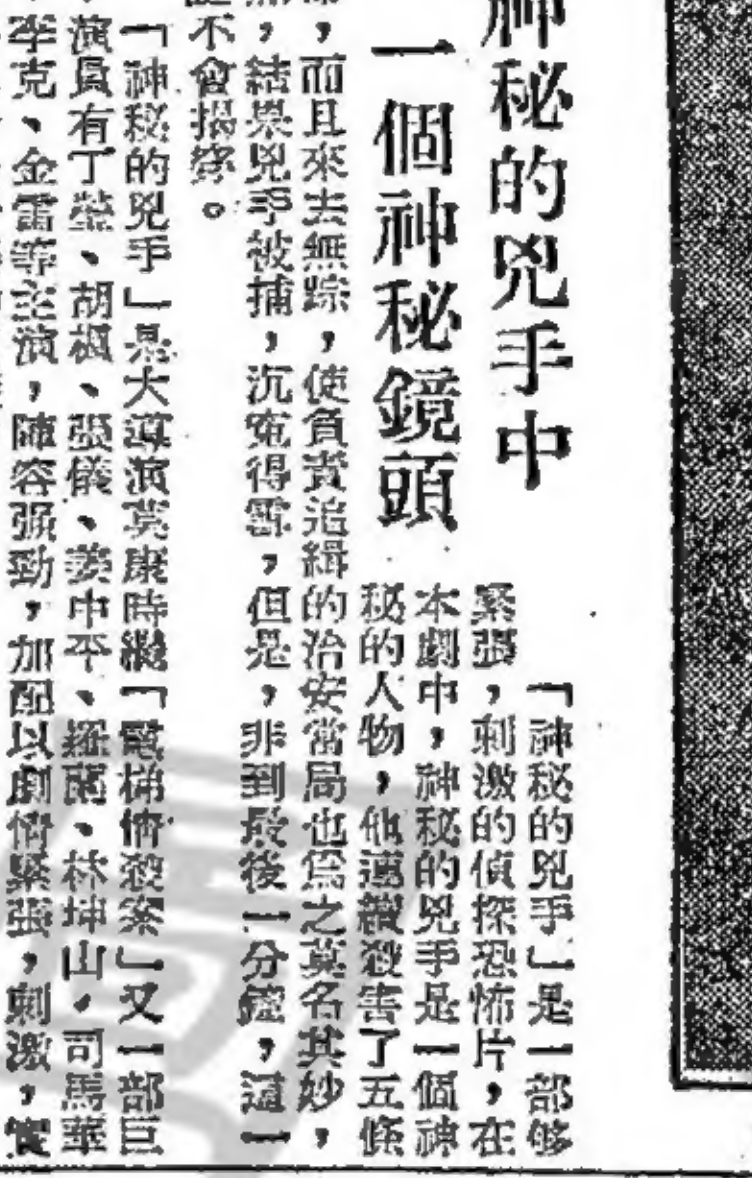 神秘的兇手中
一個神秘鏡頭
「神秘的兇手」是一部够
緊張，刺激的偵探恐怖片，在
本劇中，神秘的兇手是一個神
秘的人物，他連續殺害了五條
，而且來去無踪，使負責追緝的治安當局也爲之莫名其妙，
，結果兇手被捕，沉寃得雪，但是，非到最後一分鐘，這一
不會揭穿。
「神秘的兇手」是大導演莫康時繼「電梯情殺案」又一部巨
演員有丁瑩、胡楓、張儀、姜中平、羅蘭、林坤山、司馬華
、李克、金雷等主演，陣容强勁，加配以劇情緊張，刺激，實